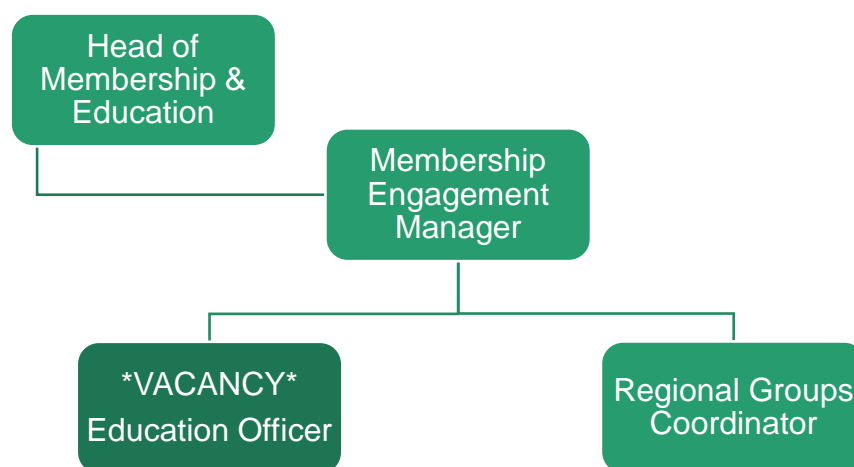 Head of
Membership &
Education
Membership
Engagement
Manager
*VACANCY*
Education Officer
Regional Groups
Coordinator